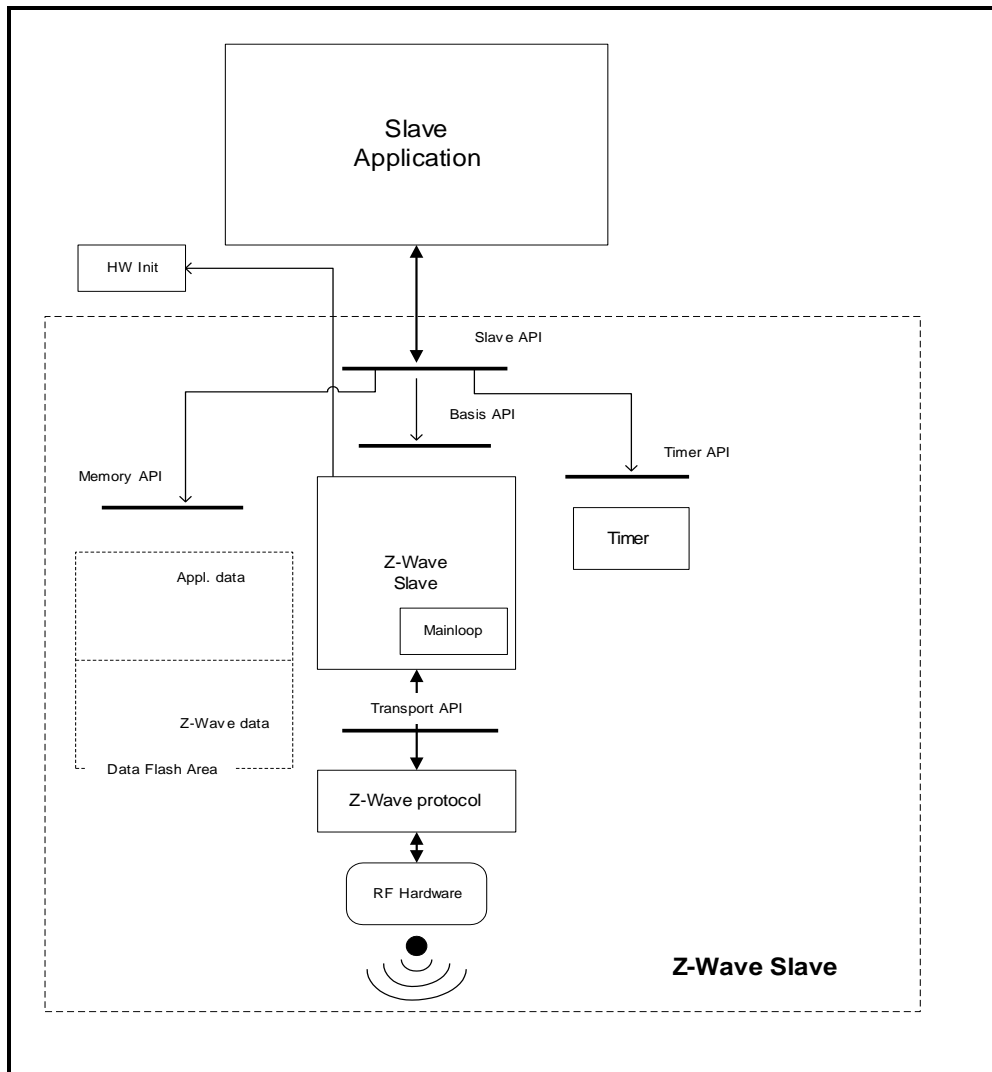 Slave
Application
HW Init
Slave API
Basis API
Timer API
Memory API
Timer
Z-Wave
Slave
Appl. data
Mainloop
Transport API
Z-Wave data
Data Flash Area
Z-Wave protocol
RF Hardware
Z-Wave Slave